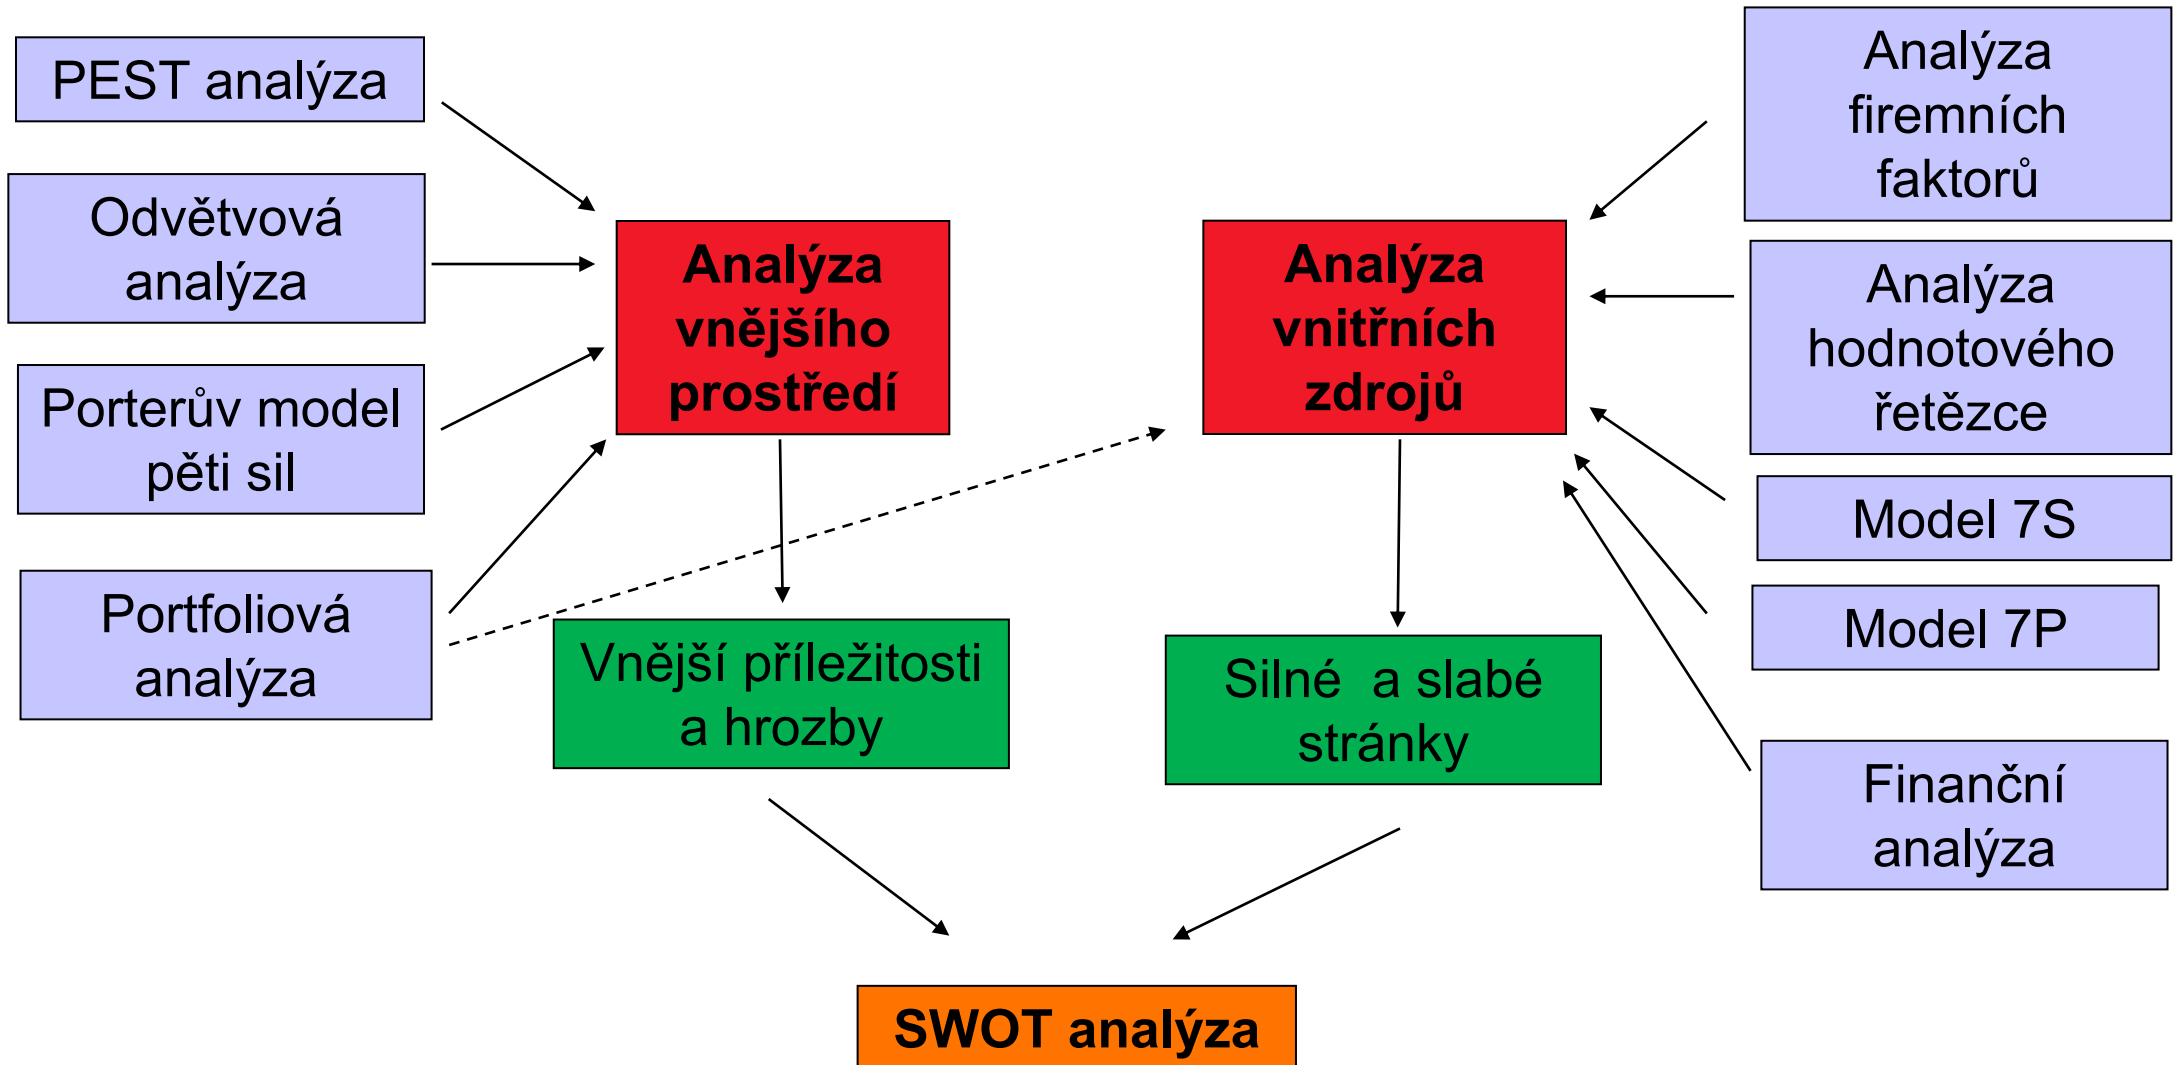 PEST analýza
Odvětvová
analýza
Porterův model
pěti sil
Portfoliová
analýza
Analýza
vnějšího
prostředí
Vnější příležitosti
a hrozby
Analýza
vnitřních
zdrojů
Silné  a slabé
stránky
Analýza
firemních
faktorů
Analýza
hodnotového
řetězce
Model 7S
Model 7P
Finanční
analýza
SWOT analýza